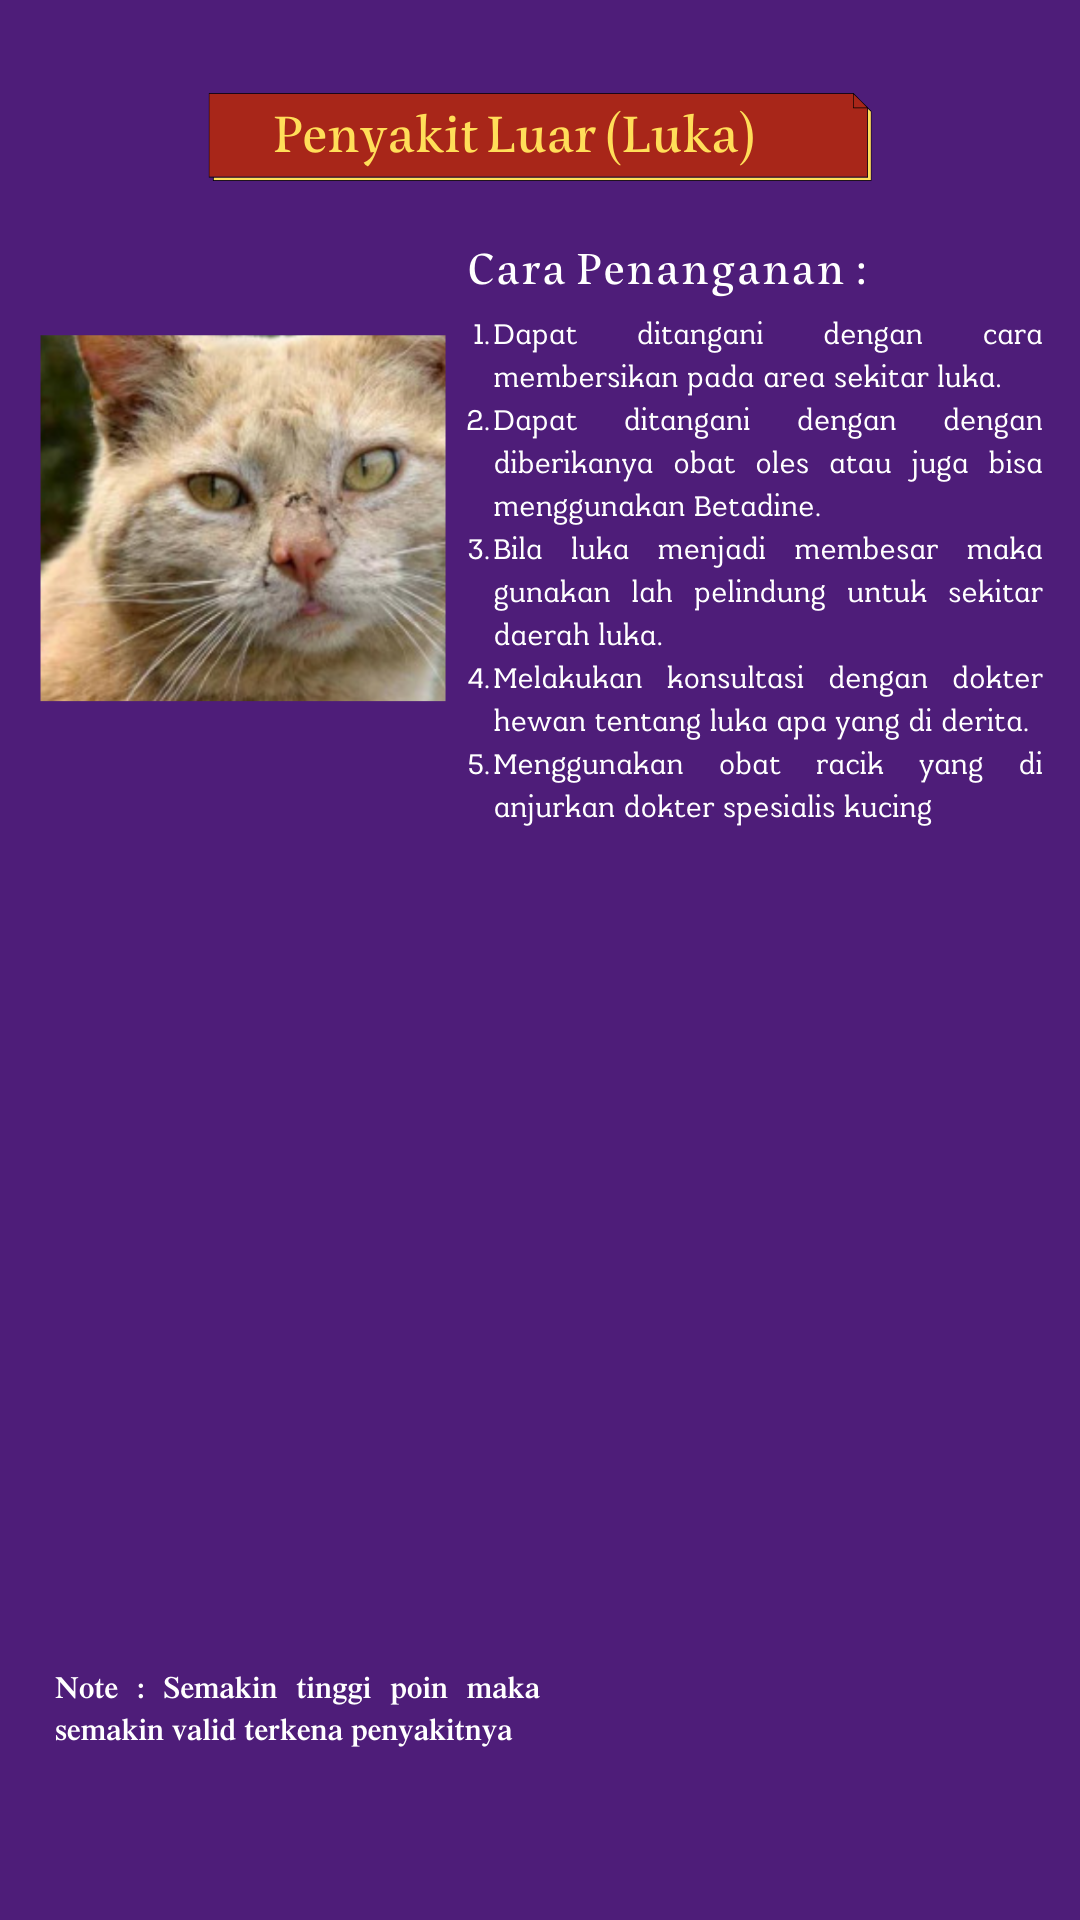 Penyakit Luar (Luka)
Cara Penanganan :
1. Dapat ditangani dengan cara
membersikan pada area sekitar luka.
2. Dapat ditangani dengan dengan
diberikanya obat oles atau juga bisa
menggunakan Betadine.
3. Bila luka menjadi membesar maka
gunakan lah pelindung untuk sekitar
daerah luka.
4. Melakukan konsultasi dengan dokter
hewan tentang luka apa yang di derita.
5. Menggunakan obat racik yang di
anjurkan dokter spesialis kucing
Note : Semakin tinggi poin maka
semakin valid terkena penyakitnya